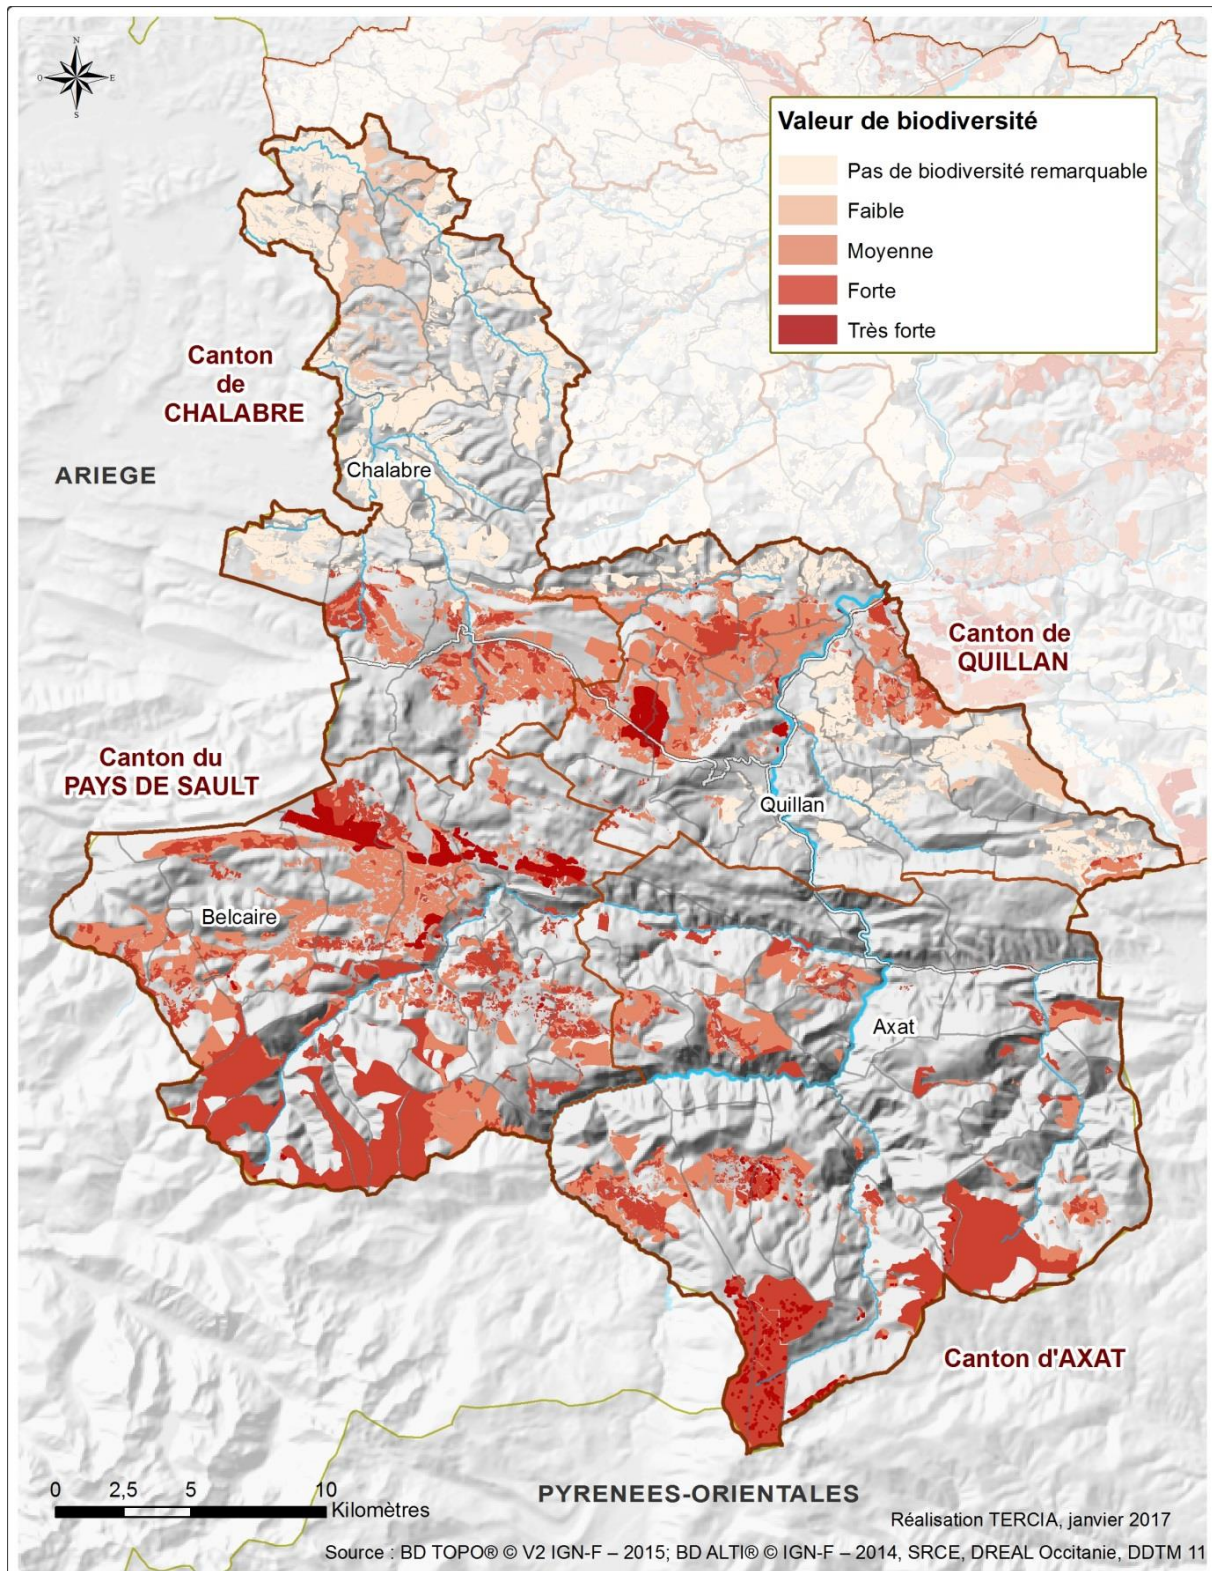 N
O
E
S
Valeur de biodiversité
Pas de biodiversité remarquable
Faible
Moyenne
Forte
Très forte
Canton
de
CHALABRE
ARIEGE
Chalabre
Canton de
QUILLAN
Canton du
PAYS DE SAULT
Quillan
Belcaire
Axat
Canton d'AXAT
0 2,5 5 10
Kilomètres
PYRENEES-ORIENTALES
Réalisation TERCIA, janvier 2017
Source : BD TOPO® © V2 IGN-F – 2015; BD ALTI® © IGN-F – 2014, SRCE, DREAL Occitanie, DDTM 11